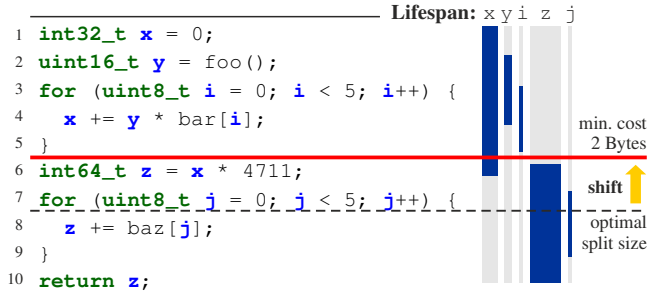 Lifespan: x y i z j
1 int32_t x = 0;
2 uint16_t y = foo();
3 for (uint8_t i = 0; i < 5; i++) {
4 x += y * bar[i];
min. cost
5 }
2 Bytes
6 int64_t z = x * 4711;
shift
7 for (uint8_t j = 0; j < 5; j++) {
optimal
8 z += baz[j];
split size
9 }
10 return z;